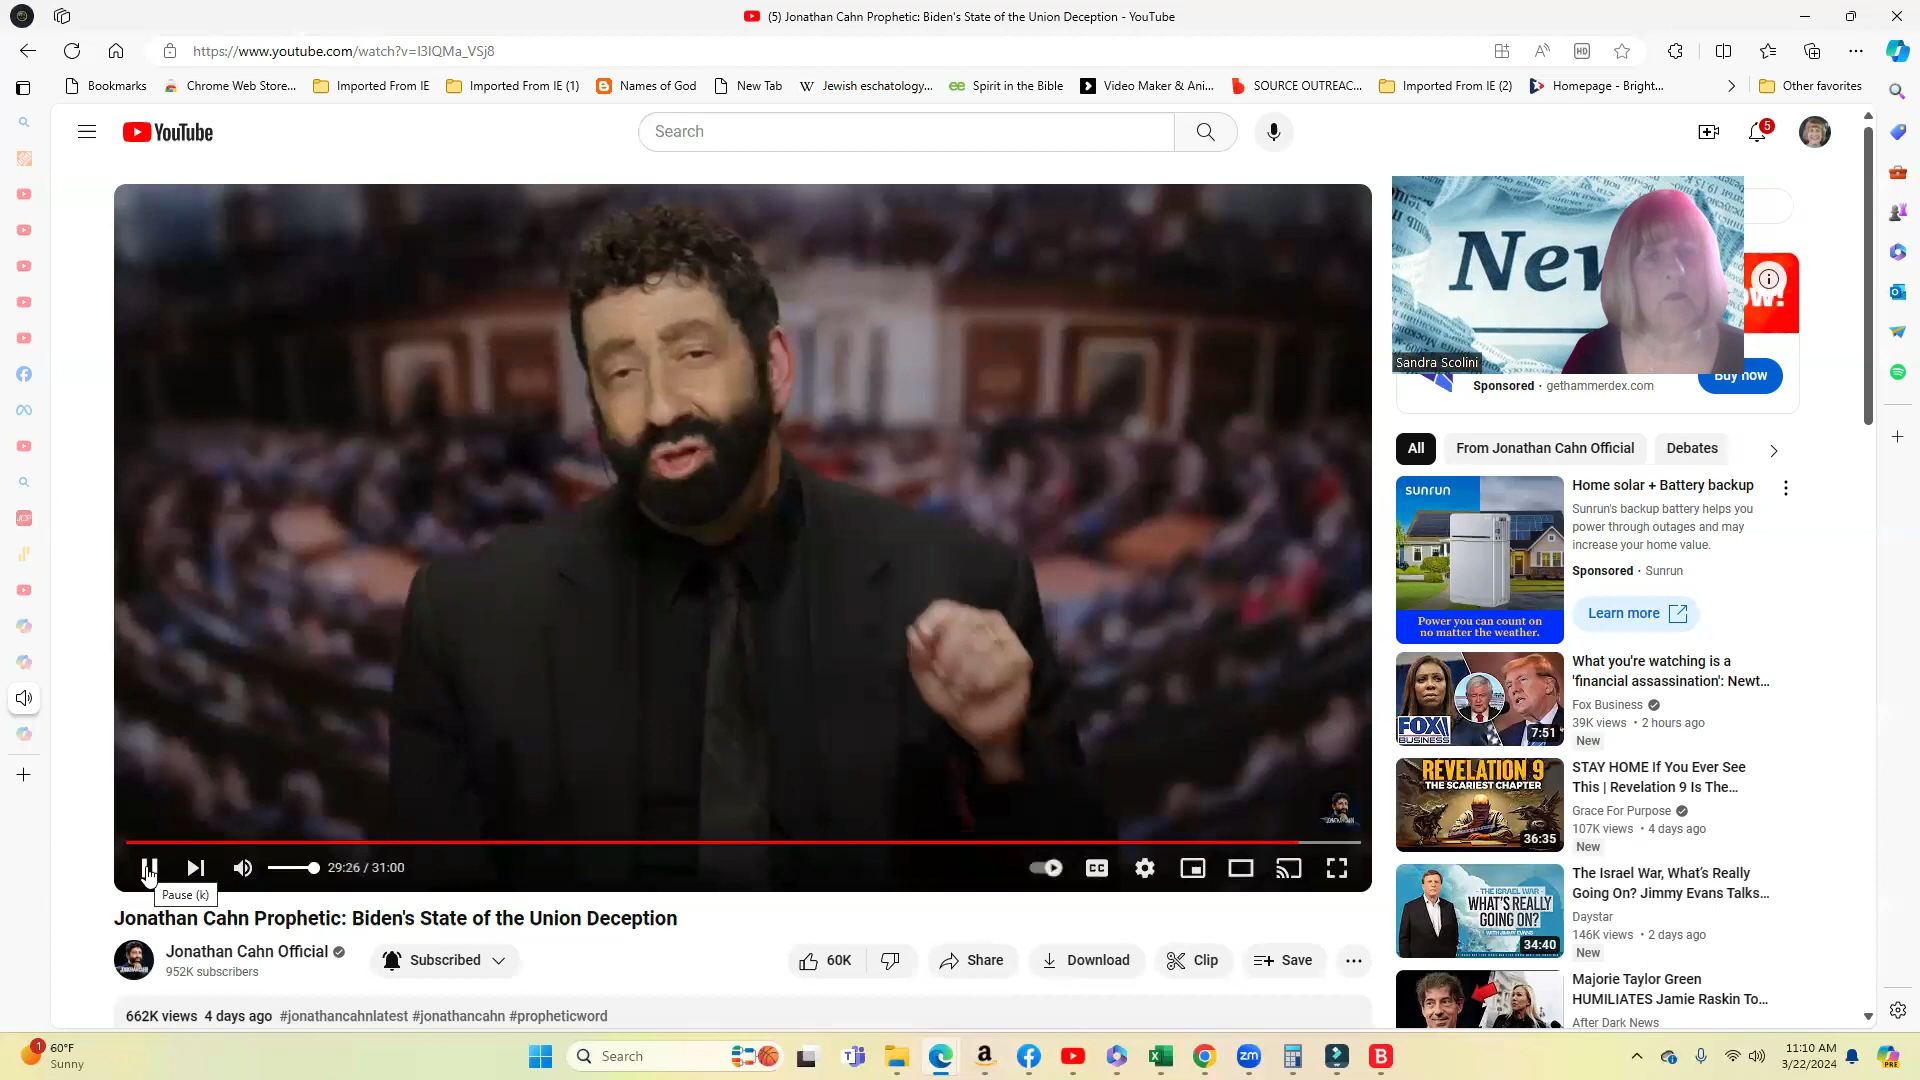 (5) Jonathan Cahn Prophetic: Biden's State of the Union Deception - YouTube
https://www.youtube.com/watch?v=I3IQMa_VSj8
Bookmarks Chrome Web Store... Imported From IE Imported From IE (1) Names of God New Tab Jewish eschatology... Spirit in the Bible Video Maker & Ani... SOURCE OUTREAC... Imported From IE (2) Homepage - Bright... Other favorites
YouTube
Search
5
New
Sandra Scolini
Sponsored · gethammerdex.com
Buy now
All From Jonathan Cahn Official Debates
sunrun
Power you can count on
no matter the weather.
Home solar + Battery backup
Sunrun's backup battery helps you
power through outages and may
increase your home value.
Sponsored · Sunrun
Learn more
FOX
BUSINESS
7:51
What you're watching is a
'financial assassination': Newt...
Fox Business
39K views • 2 hours ago
New
REVELATION 9
THE SCARIEST CHAPTER
36:35
STAY HOME If You Ever See
This | Revelation 9 Is The...
Grace For Purpose
107K views • 4 days ago
New
- THE ISRAEL WAR -
WHAT'S REALLY
GOING ON?
34:40
The Israel War, What's Really
Going On? Jimmy Evans Talks...
Daystar
146K views • 2 days ago
New
Majorie Taylor Green
HUMILIATES Jamie Raskin To...
After Dark News
29:26 / 31:00
CC
Pause (k)
Jonathan Cahn Prophetic: Biden's State of the Union Deception
Jonathan Cahn Official
952K subscribers
Subscribed
60K
Share
Download
Clip
Save
662K views 4 days ago #jonathancahnlatest #jonathancahn #propheticword
1
60°F
Sunny
Search
zm
B
11:10 AM
3/22/2024
PRE